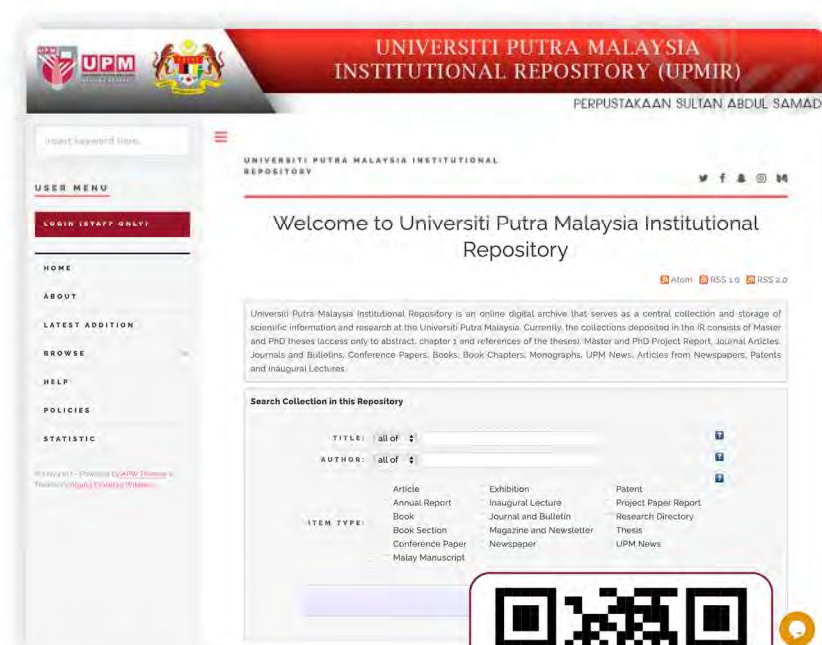 UPM
UNIVERSITI PUTRA MALAYSIA
INSTITUTIONAL REPOSITORY (UPMIR)
PERPUSTAKAAN SULTAN ABDUL SAMAD
Insert keyword here..
USER MENU
LOGIN (STAFF ONLY)
HOME
ABOUT
LATEST ADDITION
BROWSE
HELP
POLICIES
STATISTIC
UNIVERSITI PUTRA MALAYSIA INSTITUTIONAL
REPOSITORY
Welcome to Universiti Putra Malaysia Institutional
Repository
Atom RSS 1.0 RSS 2.0
Universiti Putra Malaysia Institutional Repository is an online digital archive that serves as a central collection and storage of
scientific information and research at the Universiti Putra Malaysia. Currently, the collections deposited in the IR consists of Master
and PhD theses (access only to abstract, chapter 1 and references of the theses), Master and PhD Project Report, Journal Articles,
Journals and Bulletins, Conference Papers, Books, Book Chapters, Monographs, UPM News, Articles from Newspapers, Patents
and Inaugural Lectures.
Search Collection in this Repository
TITLE: all of
AUTHOR: all of
ITEM TYPE:
Article
Annual Report
Book
Book Section
Conference Paper
Malay Manuscript
Exhibition
Inaugural Lecture
Journal and Bulletin
Magazine and Newsletter
Newspaper
Patent
Project Paper Report
Research Directory
Thesis
UPM News